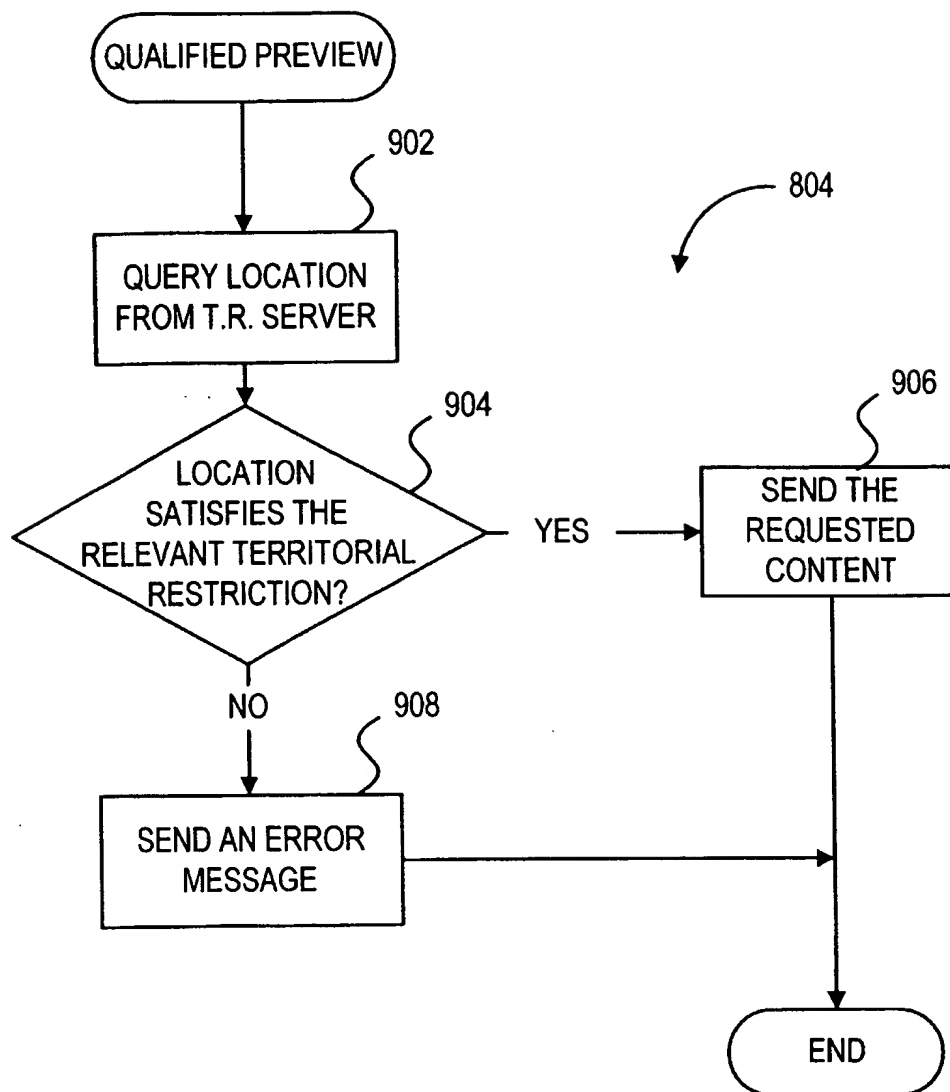 QUALIFIED PREVIEW
902
804
QUERY LOCATION
FROM T.R. SERVER
904
906
LOCATION
SATISFIES THE
RELEVANT TERRITORIAL
RESTRICTION?
YES
SEND THE
REQUESTED
CONTENT
NO
908
SEND AN ERROR
MESSAGE
END